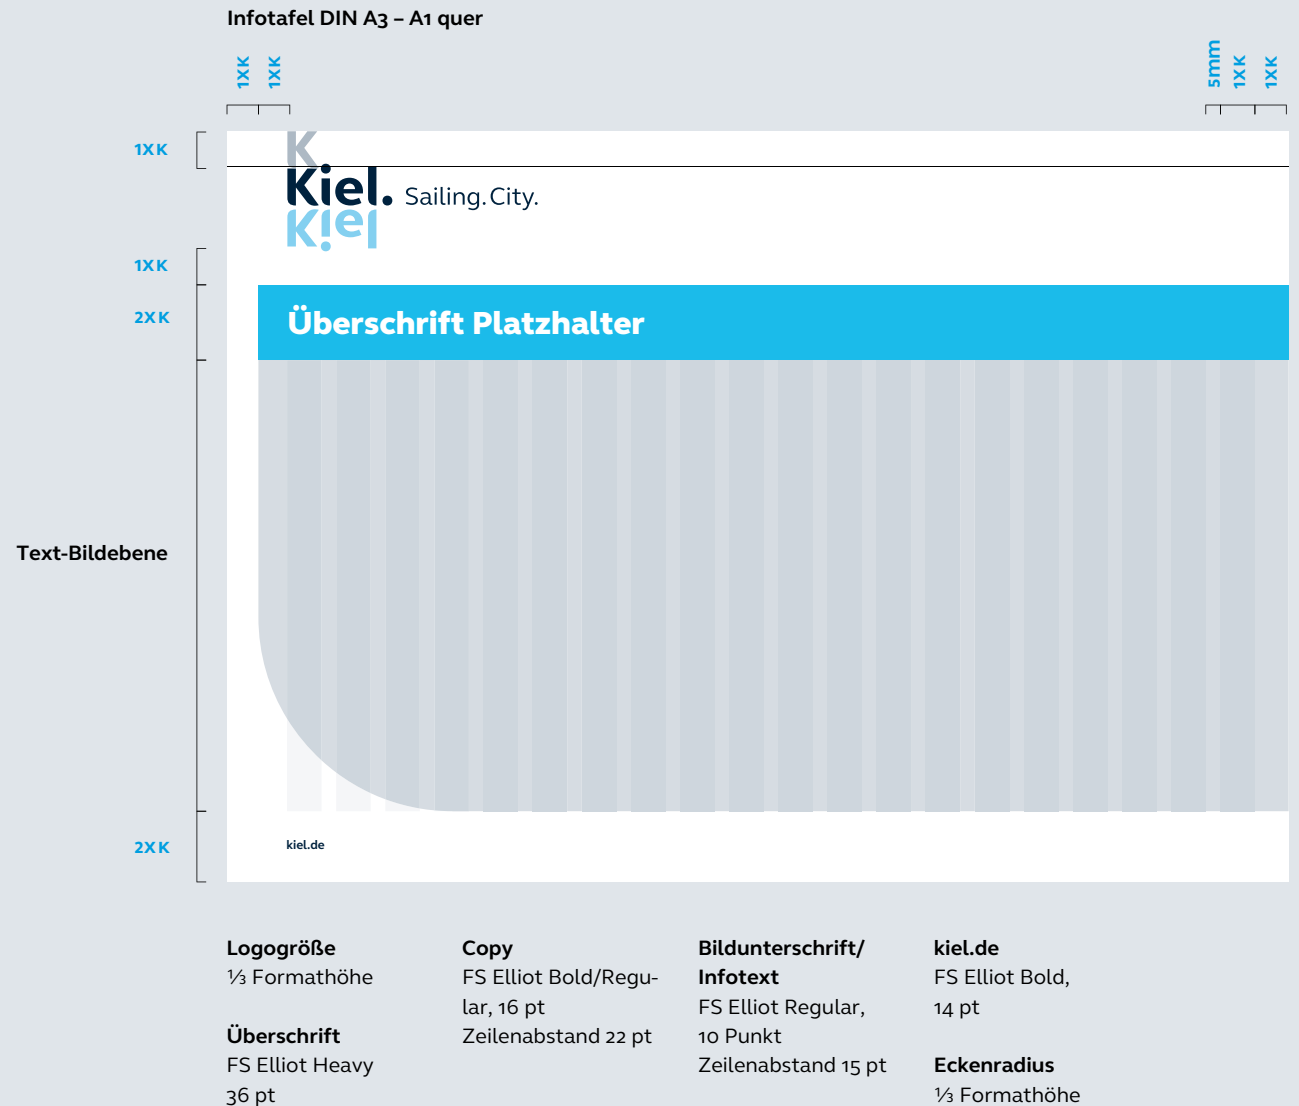 Infotafel DIN A3 – A1 quer
1XK
1XK
5mm
1XK
1XK
1XK
K
Kiel. Sailing.City.
Kiel
1XK
2XK
Überschrift Platzhalter
Text-Bildebene
2XK
kiel.de
Logogröße
⅓ Formathöhe
Überschrift
FS Elliot Heavy
36 pt
Copy
FS Elliot Bold/Regu-
lar, 16 pt
Zeilenabstand 22 pt
Bildunterschrift/
Infotext
FS Elliot Regular,
10 Punkt
Zeilenabstand 15 pt
kiel.de
FS Elliot Bold,
14 pt
Eckenradius
⅓ Formathöhe